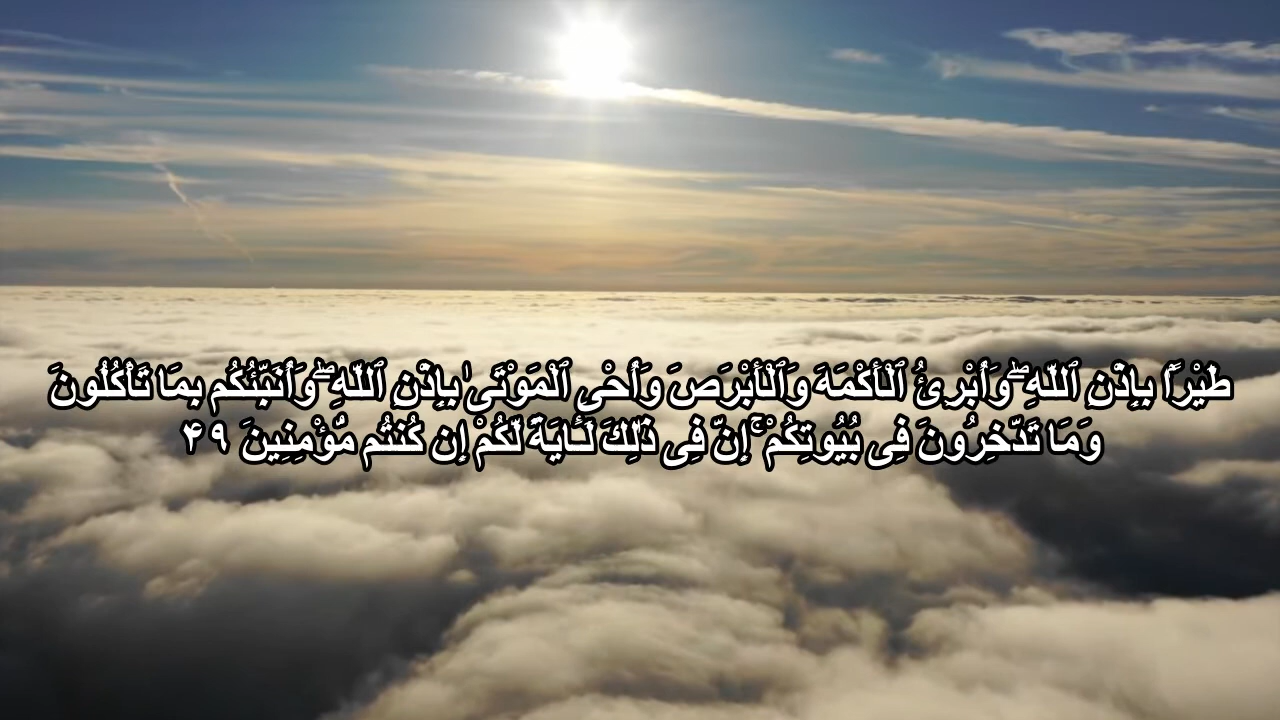 طَيْرًۢا بِإِذْنِ ٱللَّهِ ۖ وَأُبْرِئُ ٱلْأَكْمَهَ وَٱلْأَبْرَصَ وَأُحْىِ ٱلْمَوْتَىٰ بِإِذْنِ ٱللَّهِ ۖ وَأُنَبِّئُكُم بِمَا تَأْكُلُونَ
وَمَا تَدَّخِرُونَ فِى بُيُوتِكُمْ ۚ إِنَّ فِى ذَٰلِكَ لَـَٔايَةً لَّكُمْ إِن كُنتُم مُّؤْمِنِينَ ۴۹